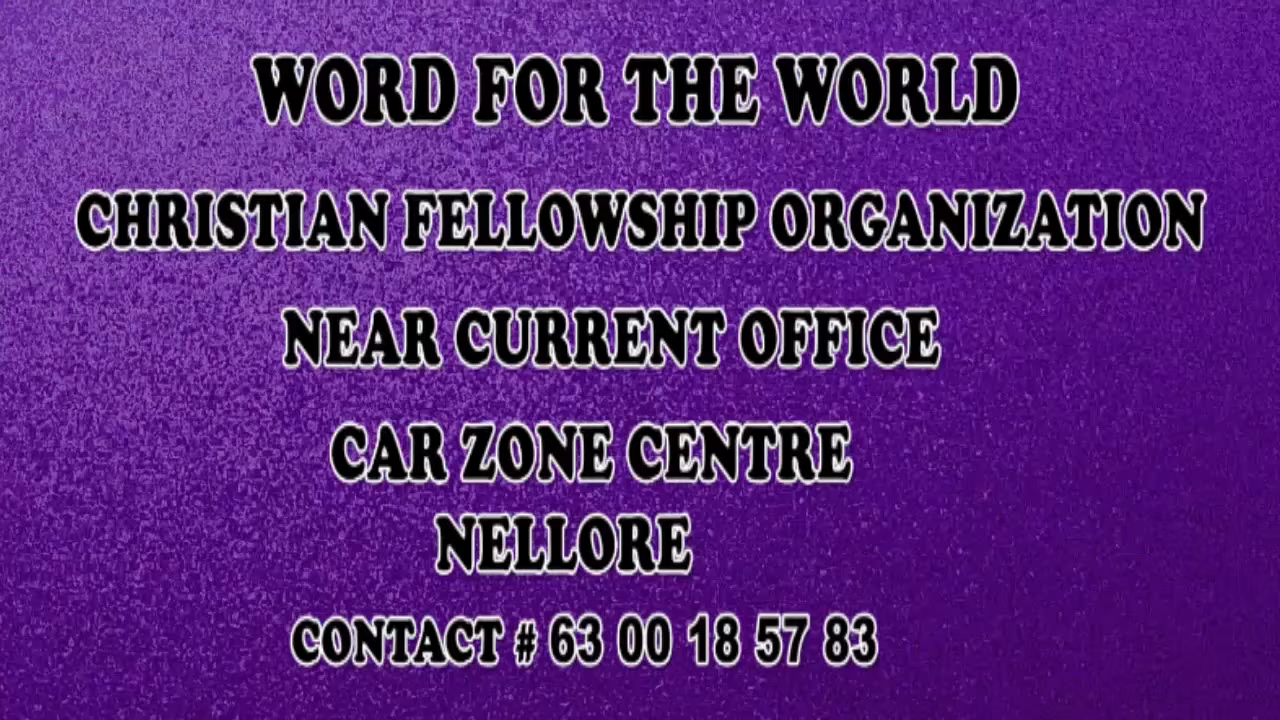 WORD FOR THE WORLD
CHRISTIAN FELLOWSHIP ORGANIZATION
NEAR CURRENT OFFICE
CAR ZONE CENTRE
NELLORE
CONTACT # 63 00 18 57 83